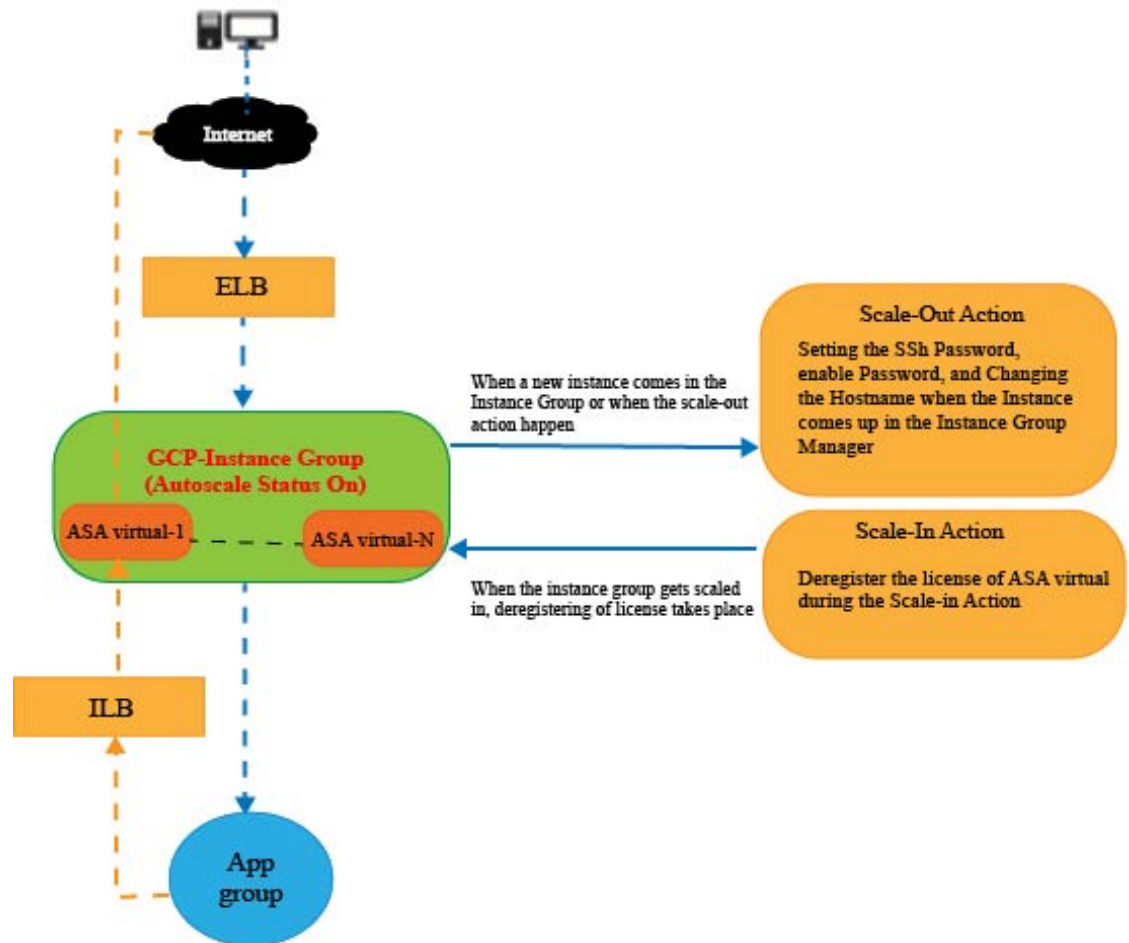 Internet
ELB
Scale-Out Action
Setting the SSh Password,
enable Password, and Changing
the Hostname when the Instance
comes up in the Instance Group
Manager
When a new instance comes in the
Instance Group or when the scale-out
action happen
GCP-Instance Group
(Autoscale Status On)
ASA virtual-1
ASA virtual-N
Scale-In Action
Deregister the license of ASA virtual
during the Scale-in Action
When the instance group gets scaled
in, deregistering of license takes place
ILB
App
group